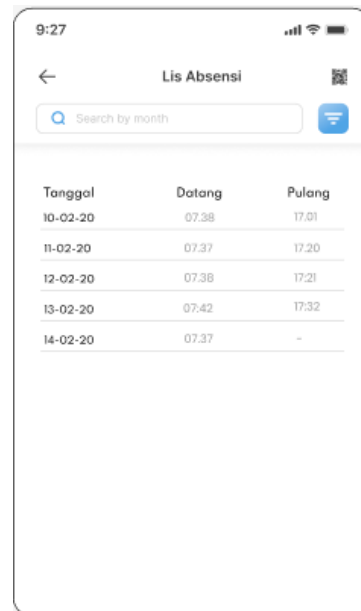 9:27
Lis Absensi
Search by month
Tanggal Datang Pulang
10-02-20 07.38 17.01
11-02-20 07.37 17.20
12-02-20 07.38 17:21
13-02-20 07:42 17:32
14-02-20 07.37 -